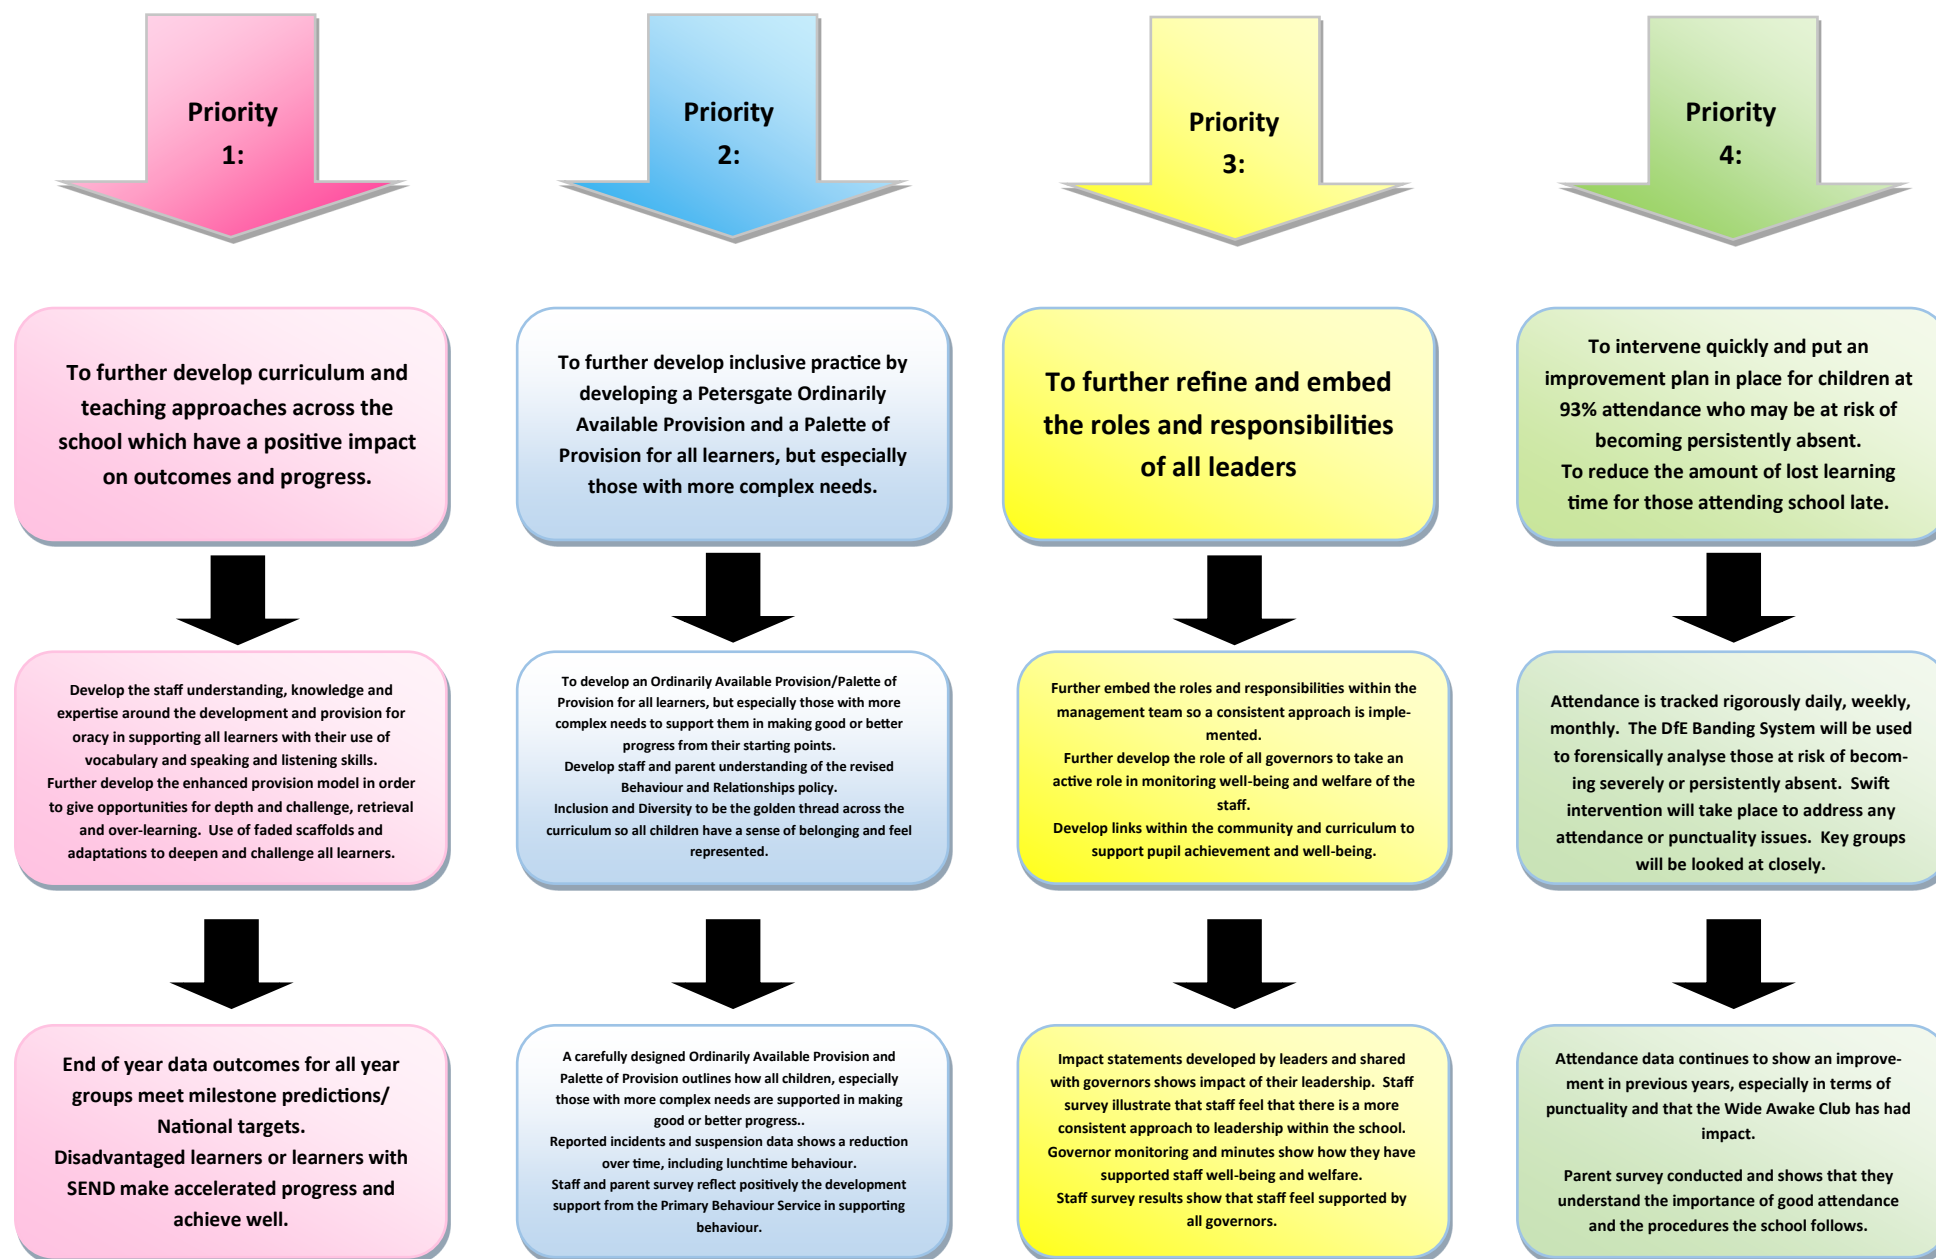 Priority
1:
To further develop curriculum and
teaching approaches across the
school which have a positive impact
on outcomes and progress.
Develop the staff understanding, knowledge and
expertise around the development and provision for
oracy in supporting all learners with their use of
vocabulary and speaking and listening skills.
Further develop the enhanced provision model in order
to give opportunities for depth and challenge, retrieval
and over-learning.  Use of faded scaffolds and
adaptations to deepen and challenge all learners.
End of year data outcomes for all year
groups meet milestone predictions/
National targets.
Disadvantaged learners or learners with
SEND make accelerated progress and
achieve well.
Priority
2:
To further develop inclusive practice by
developing a Petersgate Ordinarily
Available Provision and a Palette of
Provision for all learners, but especially
those with more complex needs.
To develop an Ordinarily Available Provision/Palette of
Provision for all learners, but especially those with more
complex needs to support them in making good or better
progress from their starting points.
Develop staff and parent understanding of the revised
Behaviour and Relationships policy.
Inclusion and Diversity to be the golden thread across the
curriculum so all children have a sense of belonging and feel
represented.
A carefully designed Ordinarily Available Provision and
Palette of Provision outlines how all children, especially
those with more complex needs are supported in making
good or better progress..
Reported incidents and suspension data shows a reduction
over time, including lunchtime behaviour.
Staff and parent survey reflect positively the development
support from the Primary Behaviour Service in supporting
behaviour.
Priority
3:
To further refine and embed
the roles and responsibilities
of all leaders
Further embed the roles and responsibilities within the
management team so a consistent approach is imple-
mented.
Further develop the role of all governors to take an
active role in monitoring well-being and welfare of the
staff.
Develop links within the community and curriculum to
support pupil achievement and well-being.
Impact statements developed by leaders and shared
with governors shows impact of their leadership.  Staff
survey illustrate that staff feel that there is a more
consistent approach to leadership within the school.
Governor monitoring and minutes show how they have
supported staff well-being and welfare.
Staff survey results show that staff feel supported by
all governors.
Priority
4:
To intervene quickly and put an
improvement plan in place for children at
93% attendance who may be at risk of
becoming persistently absent.
To reduce the amount of lost learning
time for those attending school late.
Attendance is tracked rigorously daily, weekly,
monthly.  The DfE Banding System will be used
to forensically analyse those at risk of becom-
ing severely or persistently absent.  Swift
intervention will take place to address any
attendance or punctuality issues.  Key groups
will be looked at closely.
Attendance data continues to show an improve-
ment in previous years, especially in terms of
punctuality and that the Wide Awake Club has had
impact.
Parent survey conducted and shows that they
understand the importance of good attendance
and the procedures the school follows.